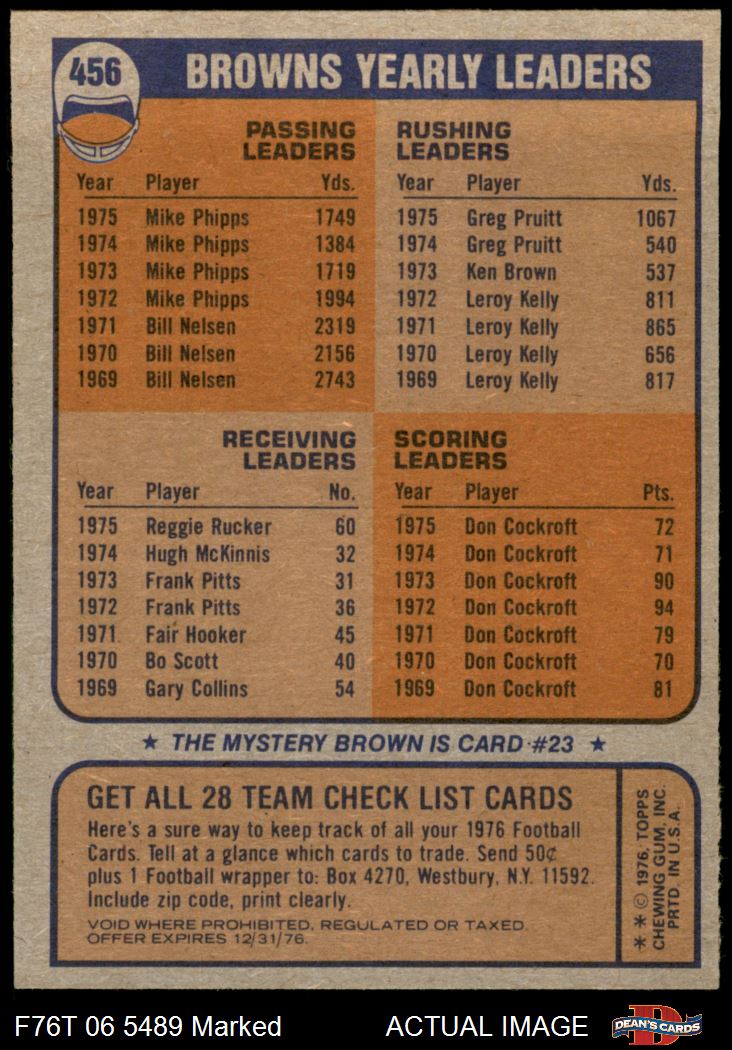 456
BROWNS YEARLY LEADERS
PASSING
LEADERS
Year Player Yds.
1975 Mike Phipps 1749
1974 Mike Phipps 1384
1973 Mike Phipps 1719
1972 Mike Phipps 1994
1971 Bill Nelsen 2319
1970 Bill Nelsen 2156
1969 Bill Nelsen 2743
RUSHING
LEADERS
Year Player Yds.
1975 Greg Pruitt 1067
1974 Greg Pruitt 540
1973 Ken Brown 537
1972 Leroy Kelly 811
1971 Leroy Kelly 865
1970 Leroy Kelly 656
1969 Leroy Kelly 817
RECEIVING
LEADERS
Year Player No.
1975 Reggie Rucker 60
1974 Hugh McKinnis 32
1973 Frank Pitts 31
1972 Frank Pitts 36
1971 Fair Hooker 45
1970 Bo Scott 40
1969 Gary Collins 54
SCORING
LEADERS
Year Player Pts.
1975 Don Cockroft 72
1974 Don Cockroft 71
1973 Don Cockroft 90
1972 Don Cockroft 94
1971 Don Cockroft 79
1970 Don Cockroft 70
1969 Don Cockroft 81
★ THE MYSTERY BROWN IS CARD #23 ★
GET ALL 28 TEAM CHECK LIST CARDS
Here's a sure way to keep track of all your 1976 Football
Cards. Tell at a glance which cards to trade. Send 50¢
plus 1 Football wrapper to: Box 4270, Westbury, N.Y. 11592.
Include zip code, print clearly.
VOID WHERE PROHIBITED, REGULATED OR TAXED.
OFFER EXPIRES 12/31/76.
★ ★ © 1976, TOPPS
CHEWING GUM, INC.
PRTD. IN U.S.A.
F76T 06 5489 Marked
ACTUAL IMAGE
D
DEAN'S CARDS